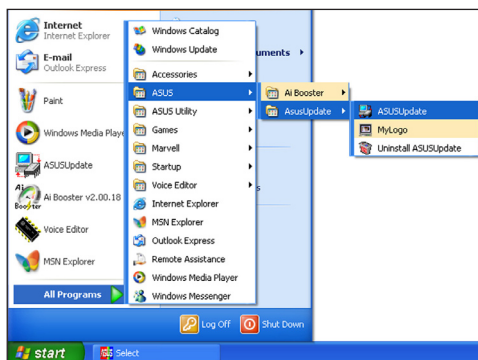 Internet
Internet Explorer
E-mail
Outlook Express
Paint
Windows Media Playe
ASUSUpdate
Ai Booster v2.00.18
Voice Editor
MSN Explorer
All Programs
Windows Catalog
Windows Update
Accessories
ASUS
ASUS Utility
Games
Marvell
Startup
Voice Editor
Internet Explorer
MSN Explorer
Outlook Express
Remote Assistance
Windows Media Player
Windows Messenger
uments
s
Ai Booster
AsusUpdate
ASUSUpdate
MyLogo
Uninstall ASUSUpdate
Log Off
Shut Down
start
Select